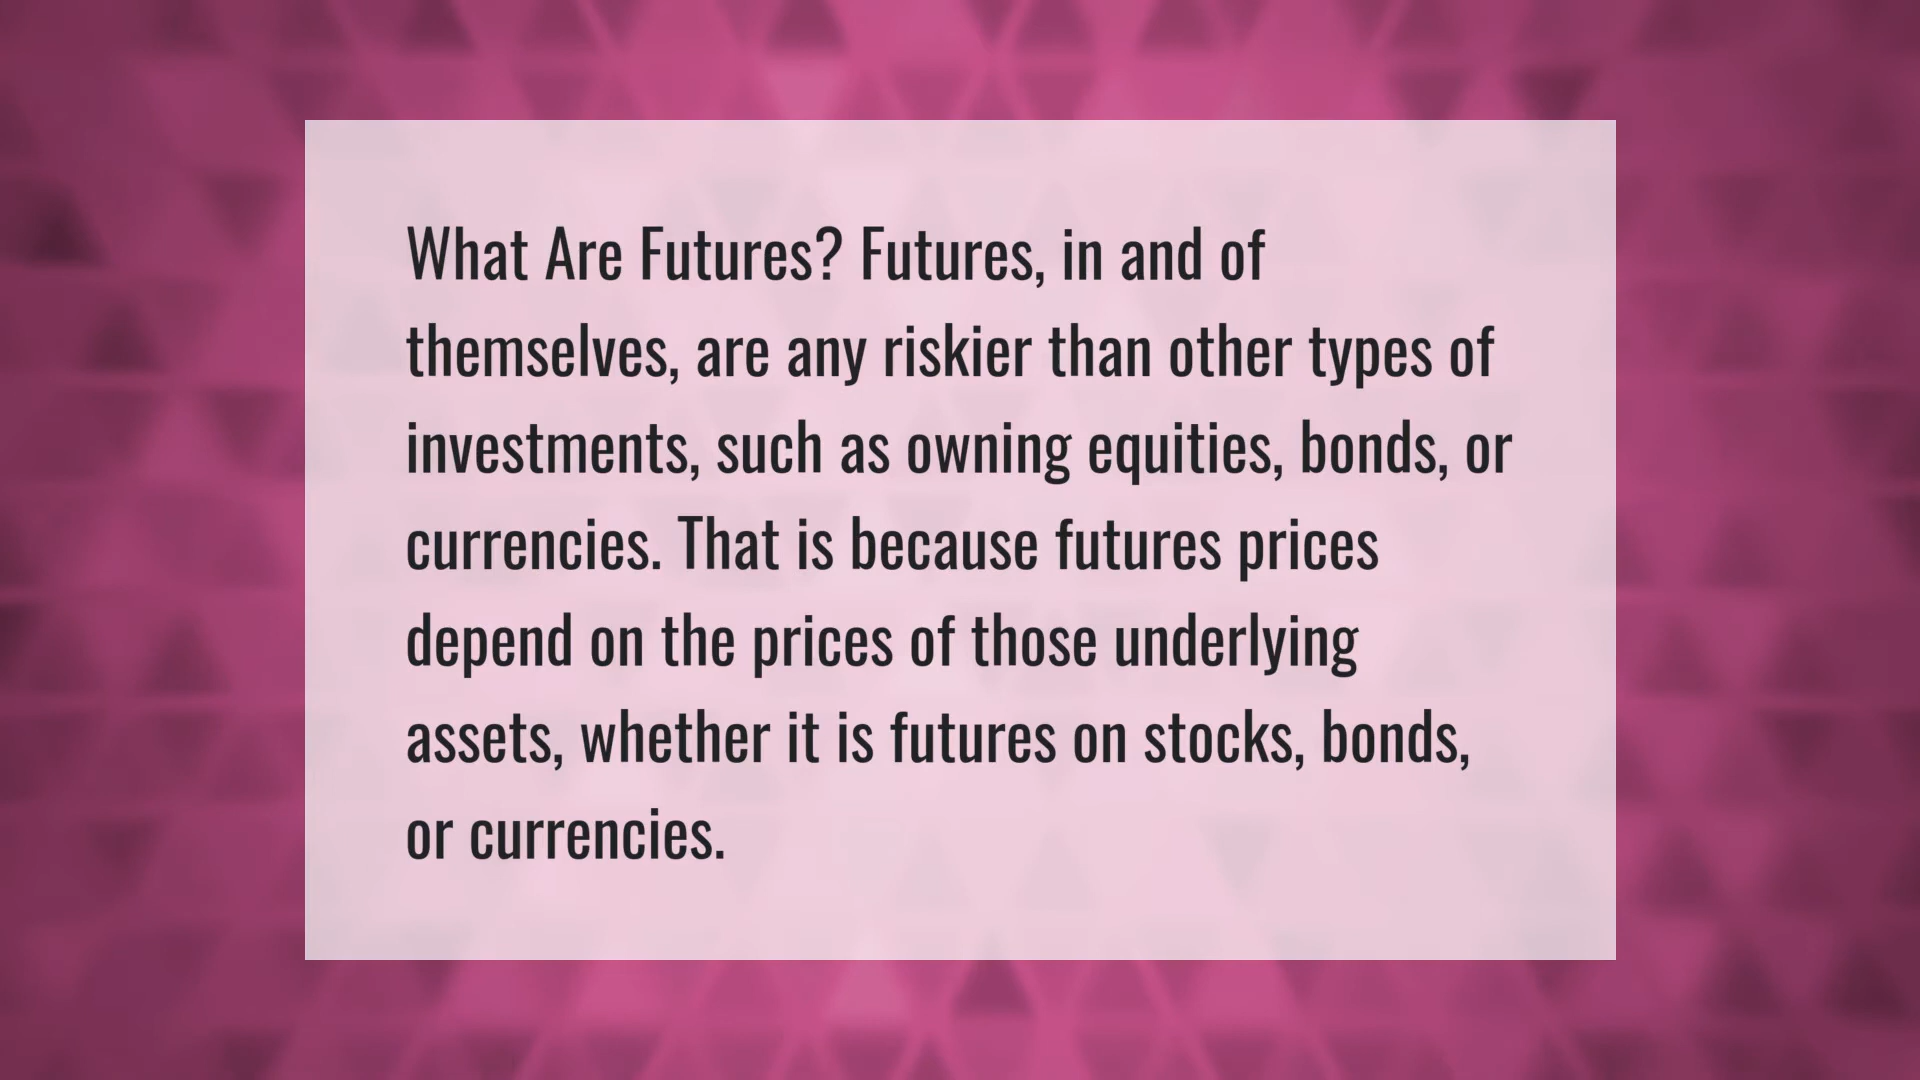 What Are Futures? Futures, in and of
themselves, are any riskier than other types of
investments, such as owning equities, bonds, or
currencies. That is because futures prices
depend on the prices of those underlying
assets, whether it is futures on stocks, bonds,
or currencies.